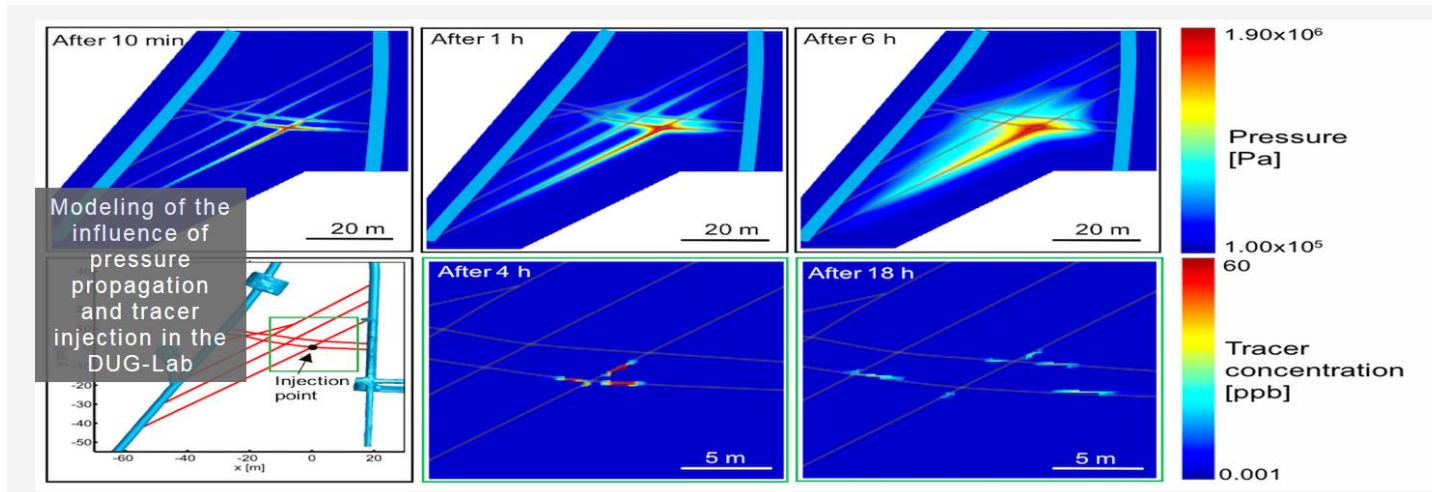 After 10 min
After 1 h
After 6 h
1.90x10⁶
Pressure
[Pa]
20 m
20 m
20 m
1.00x10⁵
Modeling of the
influence of
pressure
propagation
and tracer
injection in the
DUG-Lab
Injection
point
-10
-20
-30
-40
-50
-60
-40
-20
0
20
x [m]
After 4 h
After 18 h
60
Tracer
concentration
[ppb]
5 m
5 m
0.001